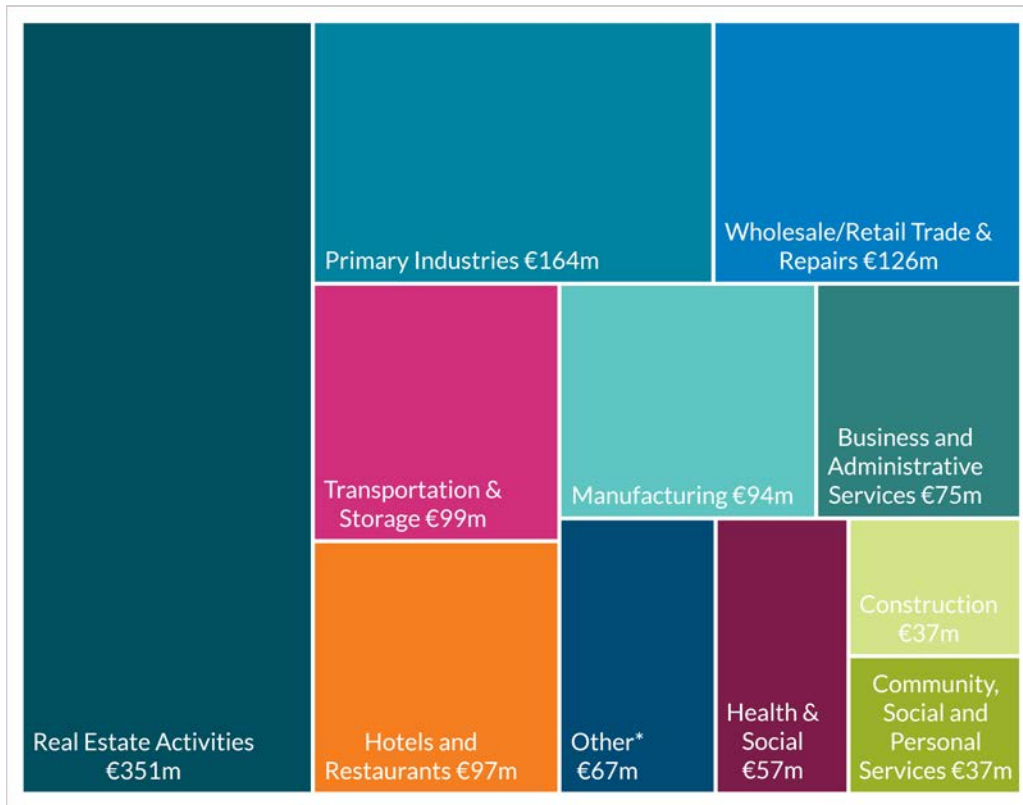 Primary Industries €164m
Wholesale/Retail Trade &
Repairs €126m
Transportation &
Storage €99m
Manufacturing €94m
Business and
Administrative
Services €75m
Real Estate Activities
€351m
Hotels and
Restaurants €97m
Other*
€67m
Health &
Social
€57m
Construction
€37m
Community,
Social and
Personal
Services €37m